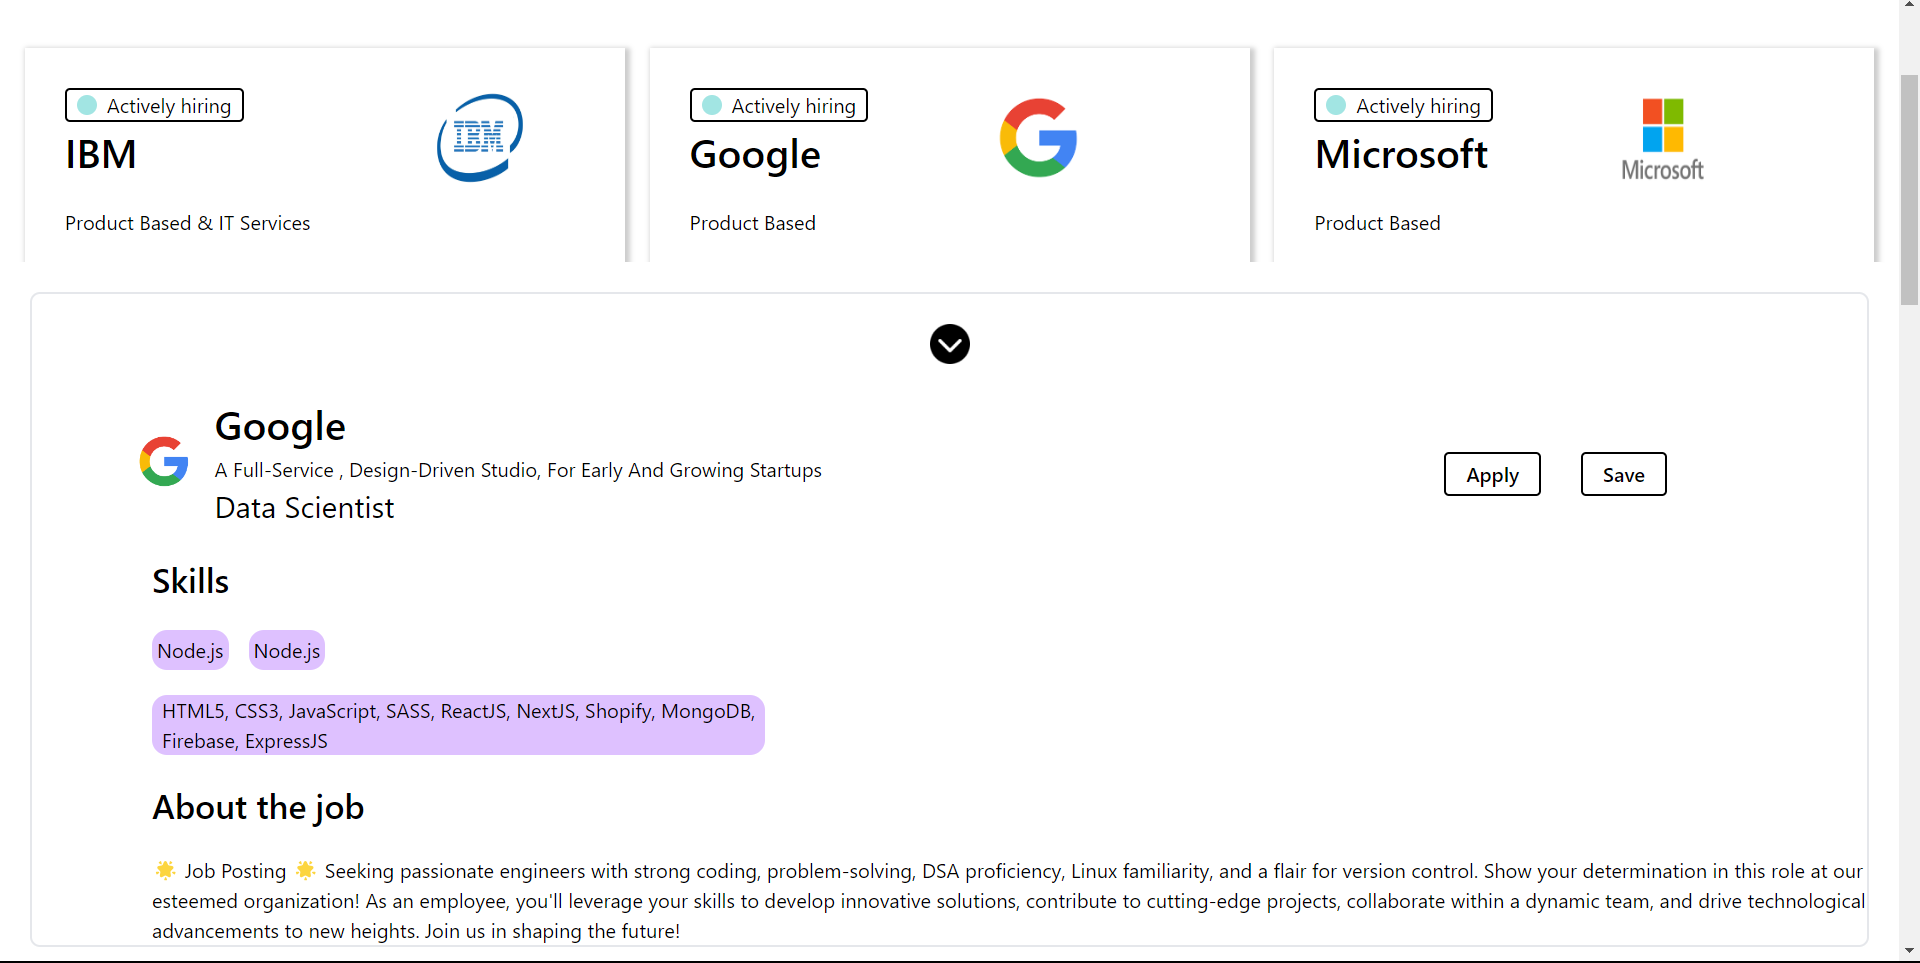 Actively hiring
IBM
IBM
Product Based & IT Services
Actively hiring
Google
Product Based
Actively hiring
Microsoft
Microsoft
Product Based
Google
A Full-Service , Design-Driven Studio, For Early And Growing Startups
Data Scientist
Apply
Save
Skills
Node.js
Node.js
HTML5, CSS3, JavaScript, SASS, ReactJS, NextJS, Shopify, MongoDB,
Firebase, ExpressJS
About the job
🌟 Job Posting 🌟 Seeking passionate engineers with strong coding, problem-solving, DSA proficiency, Linux familiarity, and a flair for version control. Show your determination in this role at our
esteemed organization! As an employee, you'll leverage your skills to develop innovative solutions, contribute to cutting-edge projects, collaborate within a dynamic team, and drive technological
advancements to new heights. Join us in shaping the future!